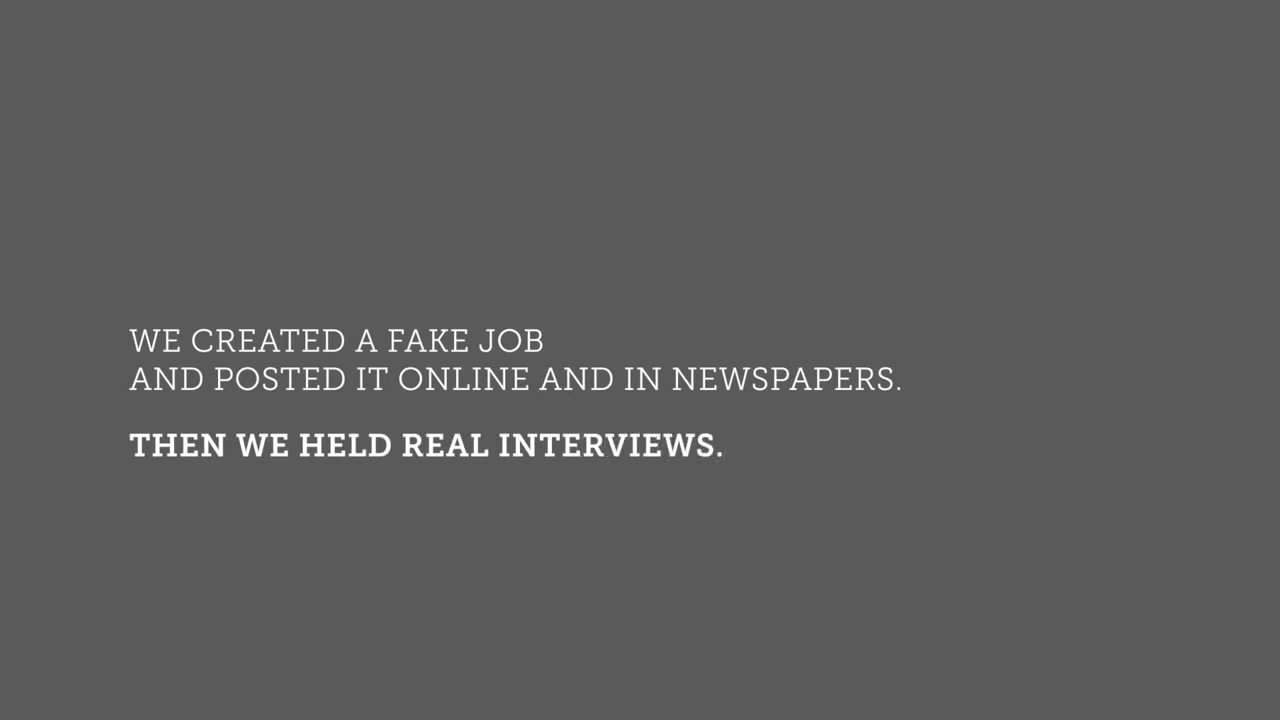 WE CREATED A FAKE JOB
AND POSTED IT ONLINE AND IN NEWSPAPERS.
THEN WE HELD REAL INTERVIEWS.